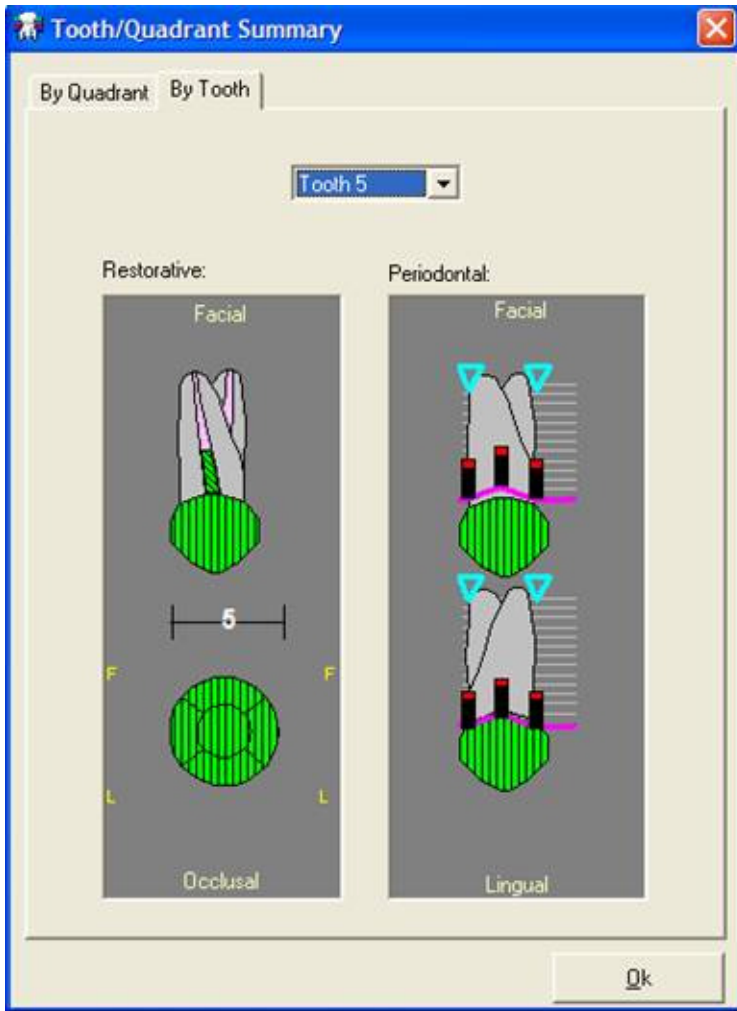 Tooth/Quadrant Summary
By Quadrant By Tooth
Tooth 5
Restorative:
Facial
5
F F
L L
Occlusal
Periodontal:
Facial
Lingual
Ok